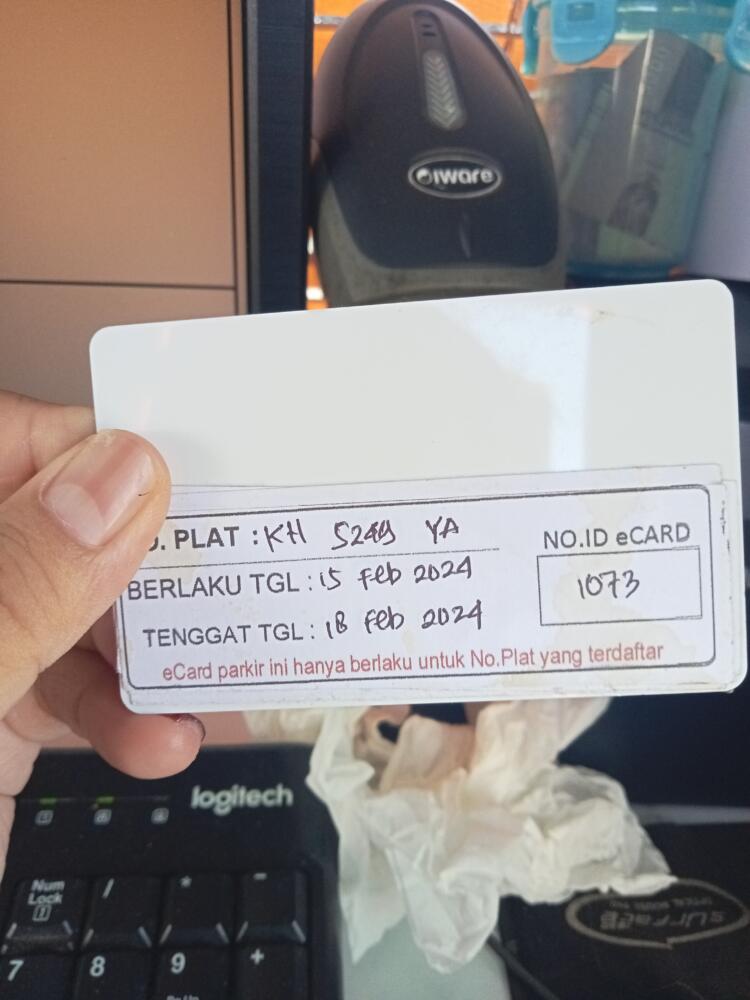 iware
. PLAT : KH 5249 YA
NO.ID eCARD
BERLAKU TGL : 15 Feb 2024
1073
TENGGAT TGL : 18 Feb 2024
eCard parkir ini hanya berlaku untuk No.Plat yang terdaftar
logitech
Num
Lock
/
*
-
7
8
9
+